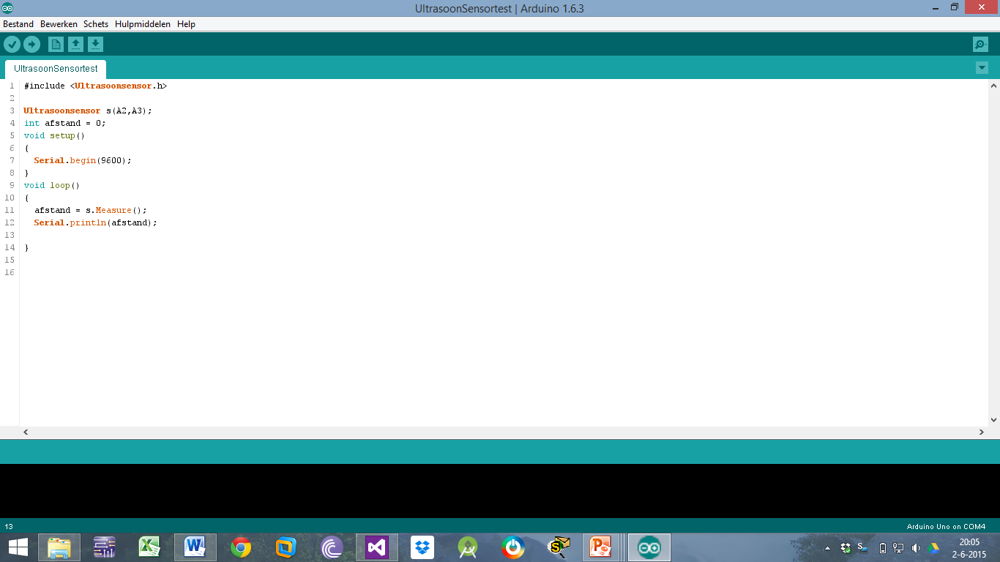 UltrasoonSensortest | Arduino 1.6.3
Bestand Bewerken Schets Hulpmiddelen Help
UltrasoonSensortest
1 #include <Ultrasoonsensor.h>
2
3 Ultrasoonsensor s(A2,A3);
4 int afstand = 0;
5 void setup()
6 {
7 Serial.begin(9600);
8 }
9 void loop()
10 {
11 afstand = s.Measure();
12 Serial.println(afstand);
13
14 }
15
16
13 Arduino Uno on COM4
20:05
2-6-2015